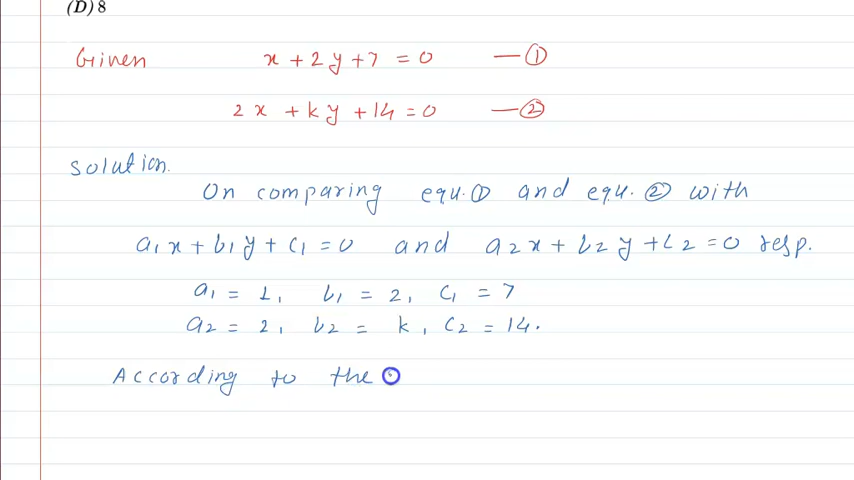 (D) 8
Given x + 2y + 7 = 0 — ①
2x + ky + 14 = 0 — ②
Solution.
On comparing equ. ① and equ. ② with
a₁x + b₁y + c₁ = 0 and a₂x + b₂y + c₂ = 0 resp.
a₁ = 1, b₁ = 2, c₁ = 7
a₂ = 2, b₂ = k, c₂ = 14.
According to the